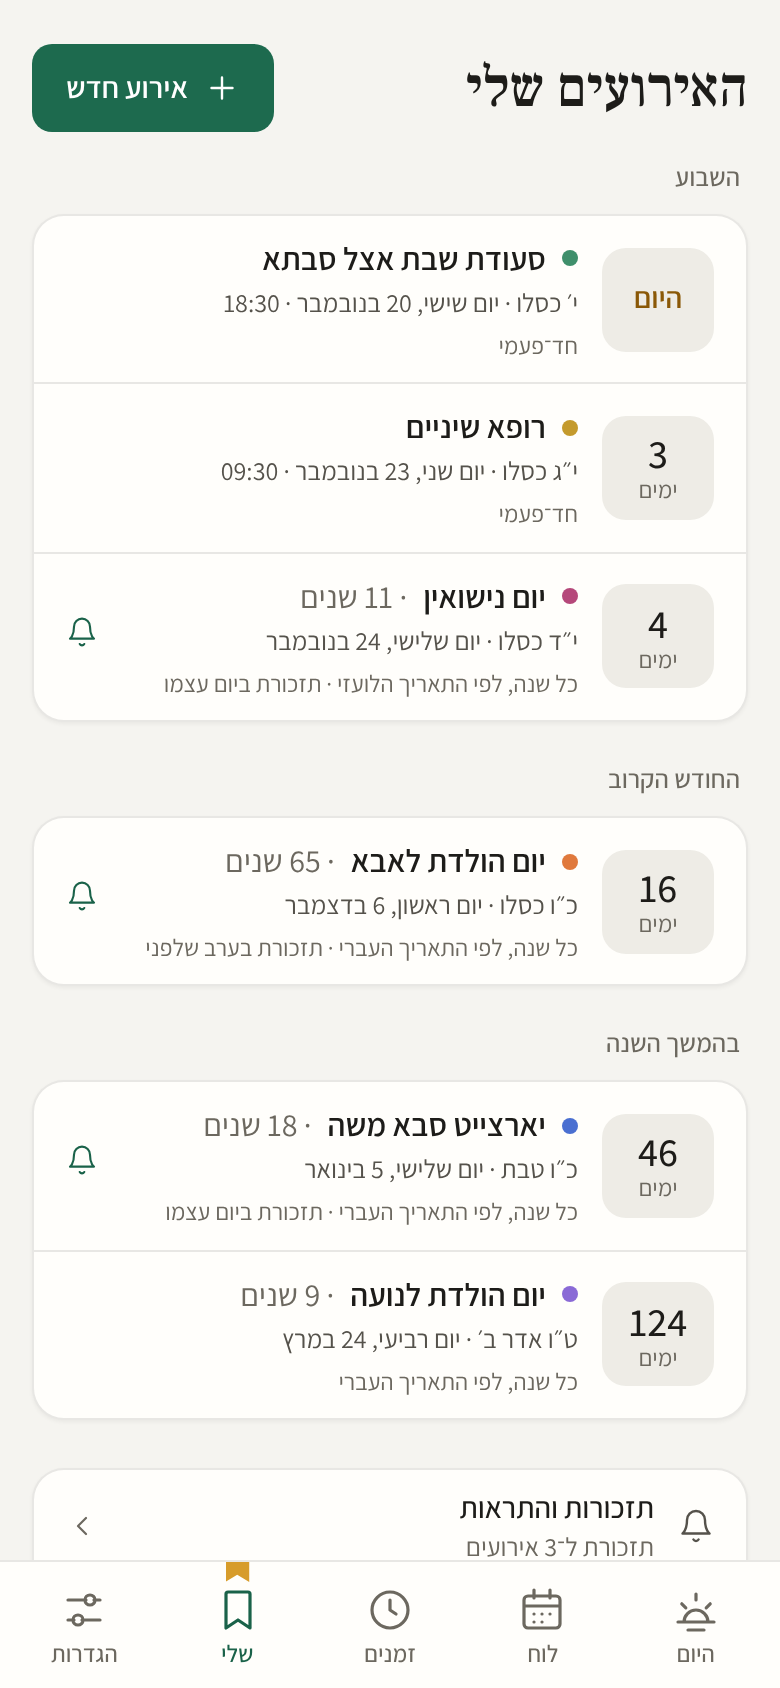 האירועים שלי
אירוע חדש
השבוע
היום
סעודת שבת אצל סבתא
י׳ כסלו · יום שישי, 20 בנובמבר · 18:30
חד־פעמי
3
ימים
רופא שיניים
י״ג כסלו · יום שני, 23 בנובמבר · 09:30
חד־פעמי
4
ימים
יום נישואין · 11 שנים
י״ד כסלו · יום שלישי, 24 בנובמבר
כל שנה, לפי התאריך הלועזי · תזכורת ביום עצמו
החודש הקרוב
16
ימים
יום הולדת לאבא · 65 שנים
כ״ו כסלו · יום ראשון, 6 בדצמבר
כל שנה, לפי התאריך העברי · תזכורת בערב שלפני
בהמשך השנה
46
ימים
יארצייט סבא משה · 18 שנים
כ״ו טבת · יום שלישי, 5 בינואר
כל שנה, לפי התאריך העברי · תזכורת ביום עצמו
124
ימים
יום הולדת לנועה · 9 שנים
ט״ו אדר ב׳ · יום רביעי, 24 במרץ
כל שנה, לפי התאריך העברי
תזכורות והתראות
תזכורת ל־3 אירועים
היום
לוח
זמנים
שלי
הגדרות